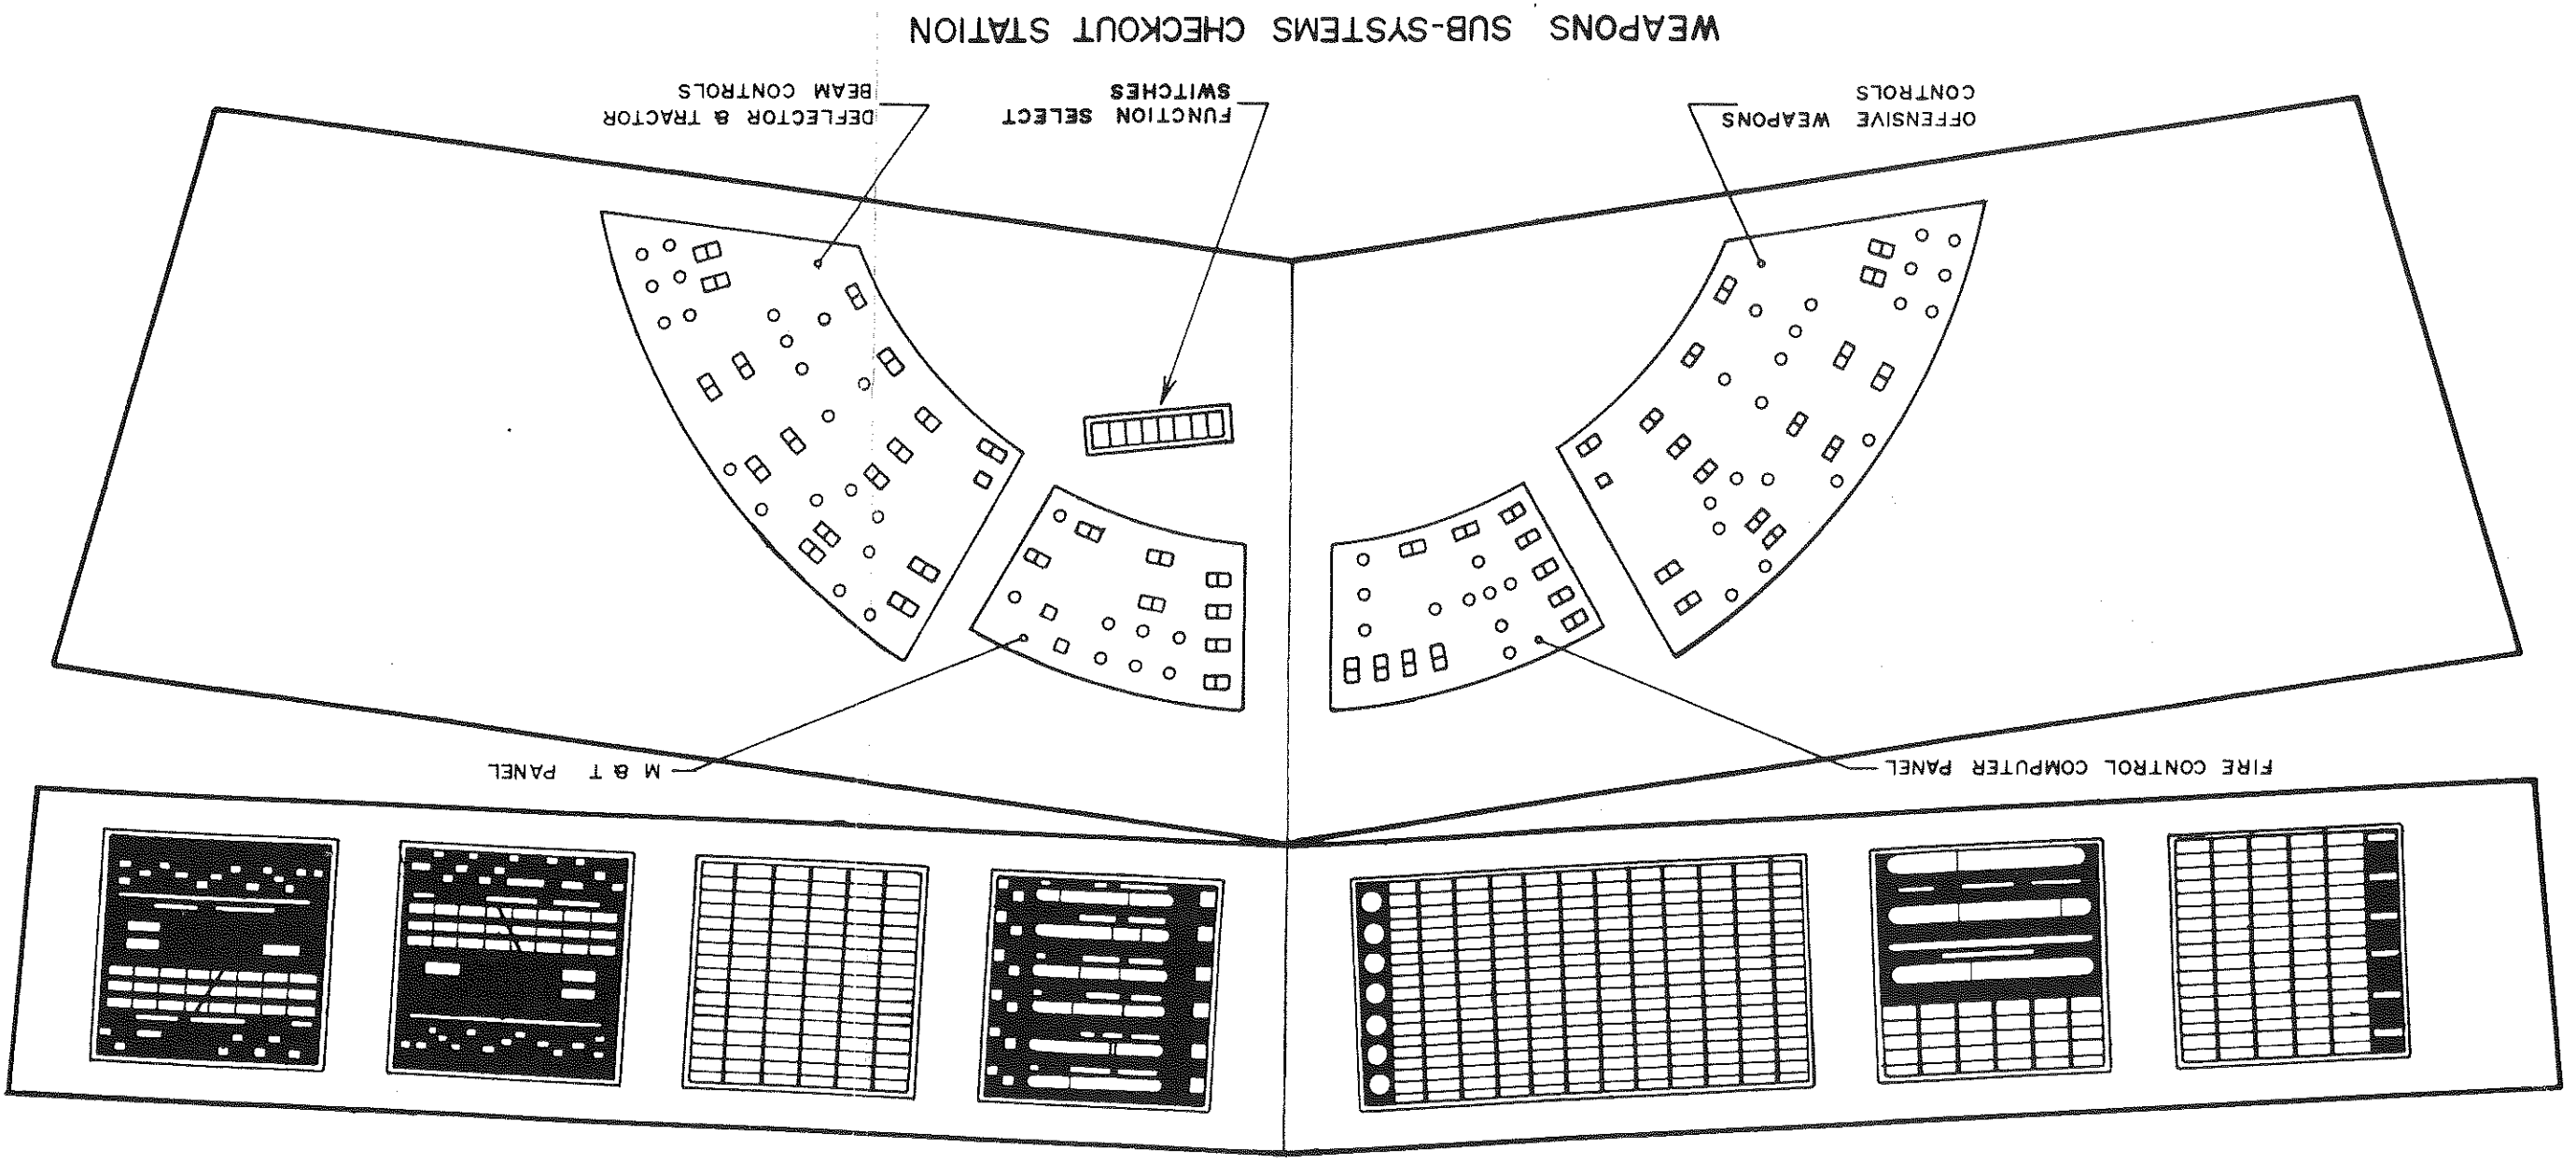 FIRE CONTROL COMPUTER PANEL
M & T PANEL
OFFENSIVE WEAPONS
CONTROLS
FUNCTION SELECT
SWITCHES
DEFLECTOR & TRACTOR
BEAM CONTROLS
WEAPONS SUB-SYSTEMS CHECKOUT STATION